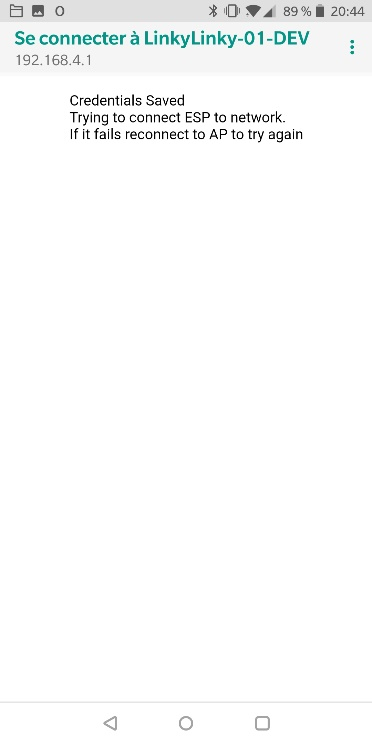 89 % 20:44
Se connecter à LinkyLinky-01-DEV
192.168.4.1
Credentials Saved
Trying to connect ESP to network.
If it fails reconnect to AP to try again